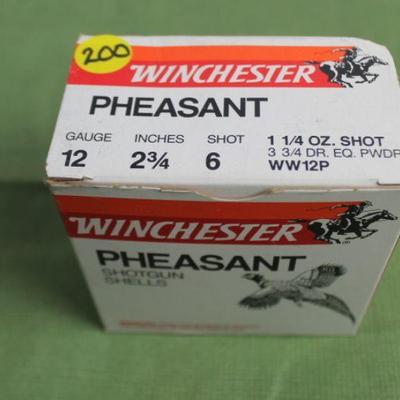 200
WINCHESTER
PHEASANT
GAUGE INCHES SHOT 1 1/4 OZ. SHOT
12 2¾ 6 3 3/4 DR. EQ. PWDR
WW12P
WINCHESTER
PHEASANT
SHOTGUN
SHELLS